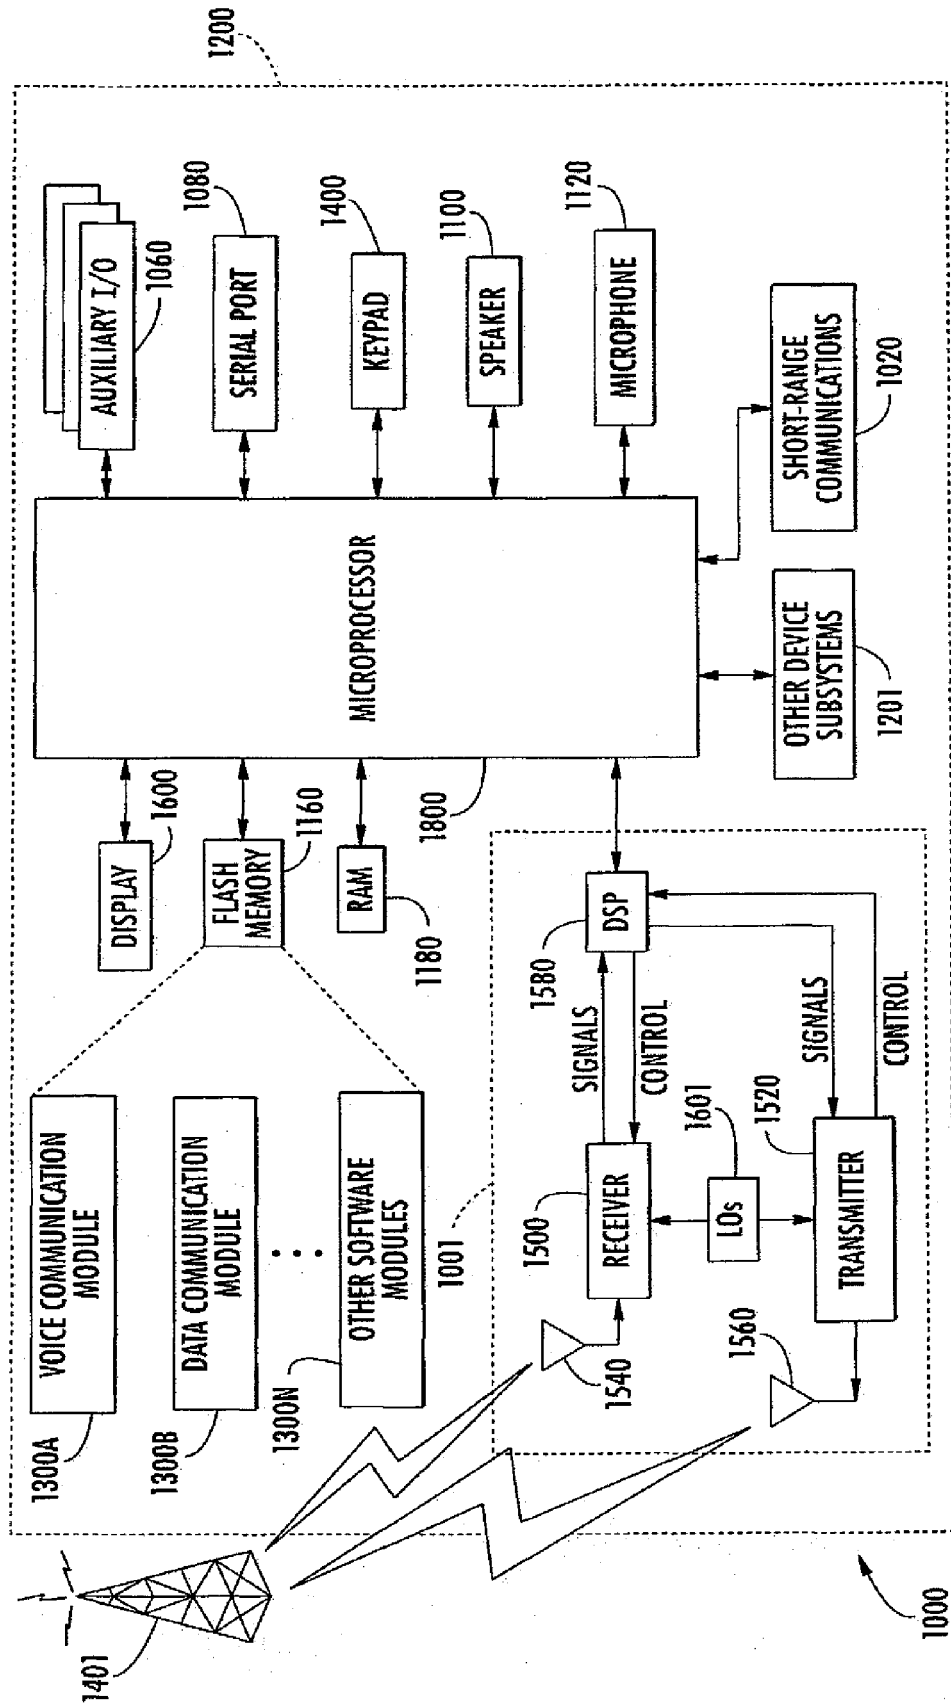 1200
AUXILIARY I/O
1060
SERIAL PORT
1080
KEYPAD
1400
SPEAKER
1100
MICROPHONE
1120
SHORT-RANGE
COMMUNICATIONS
1020
MICROPROCESSOR
1800
OTHER DEVICE
SUBSYSTEMS
1201
DISPLAY
1600
FLASH
MEMORY
1160
RAM
1180
VOICE COMMUNICATION
MODULE
1300A
DATA COMMUNICATION
MODULE
1300B
OTHER SOFTWARE
MODULES
1300N
1001
DSP
1580
SIGNALS
CONTROL
SIGNALS
CONTROL
RECEIVER
1500
LOs
1601
TRANSMITTER
1520
1540
1560
1401
1000